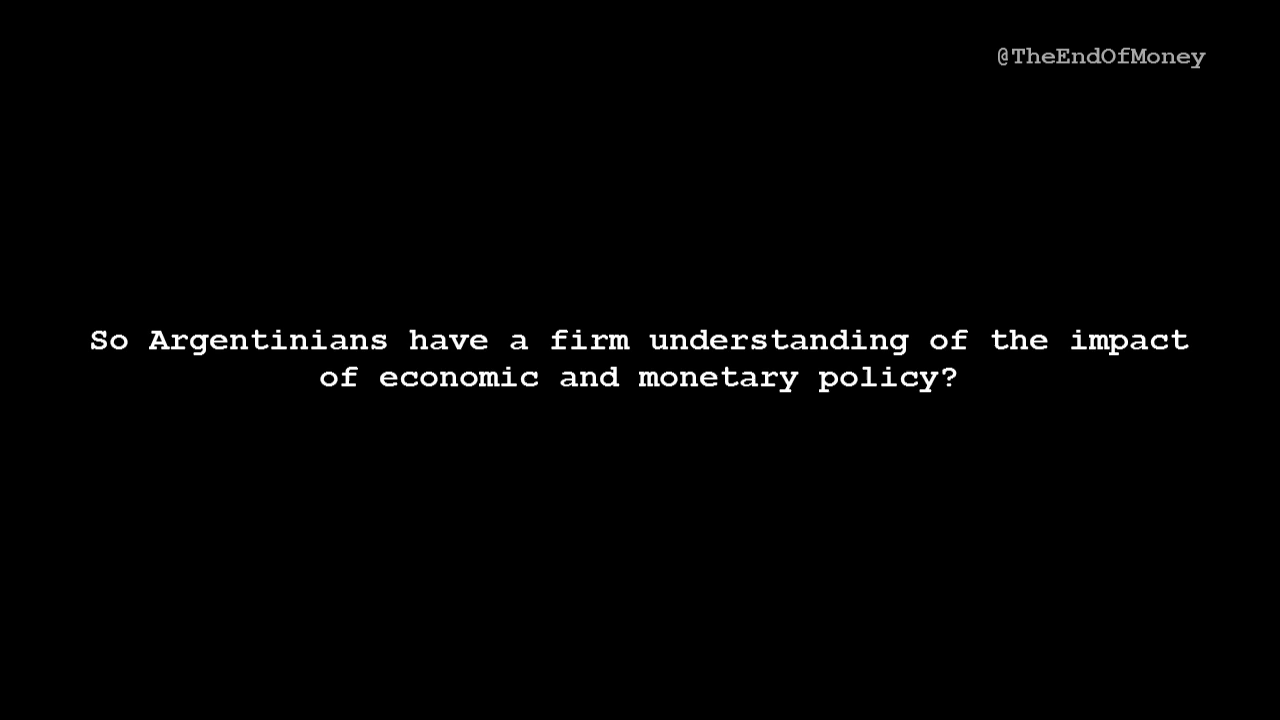 @TheEndOfMoney
So Argentinians have a firm understanding of the impact
of economic and monetary policy?